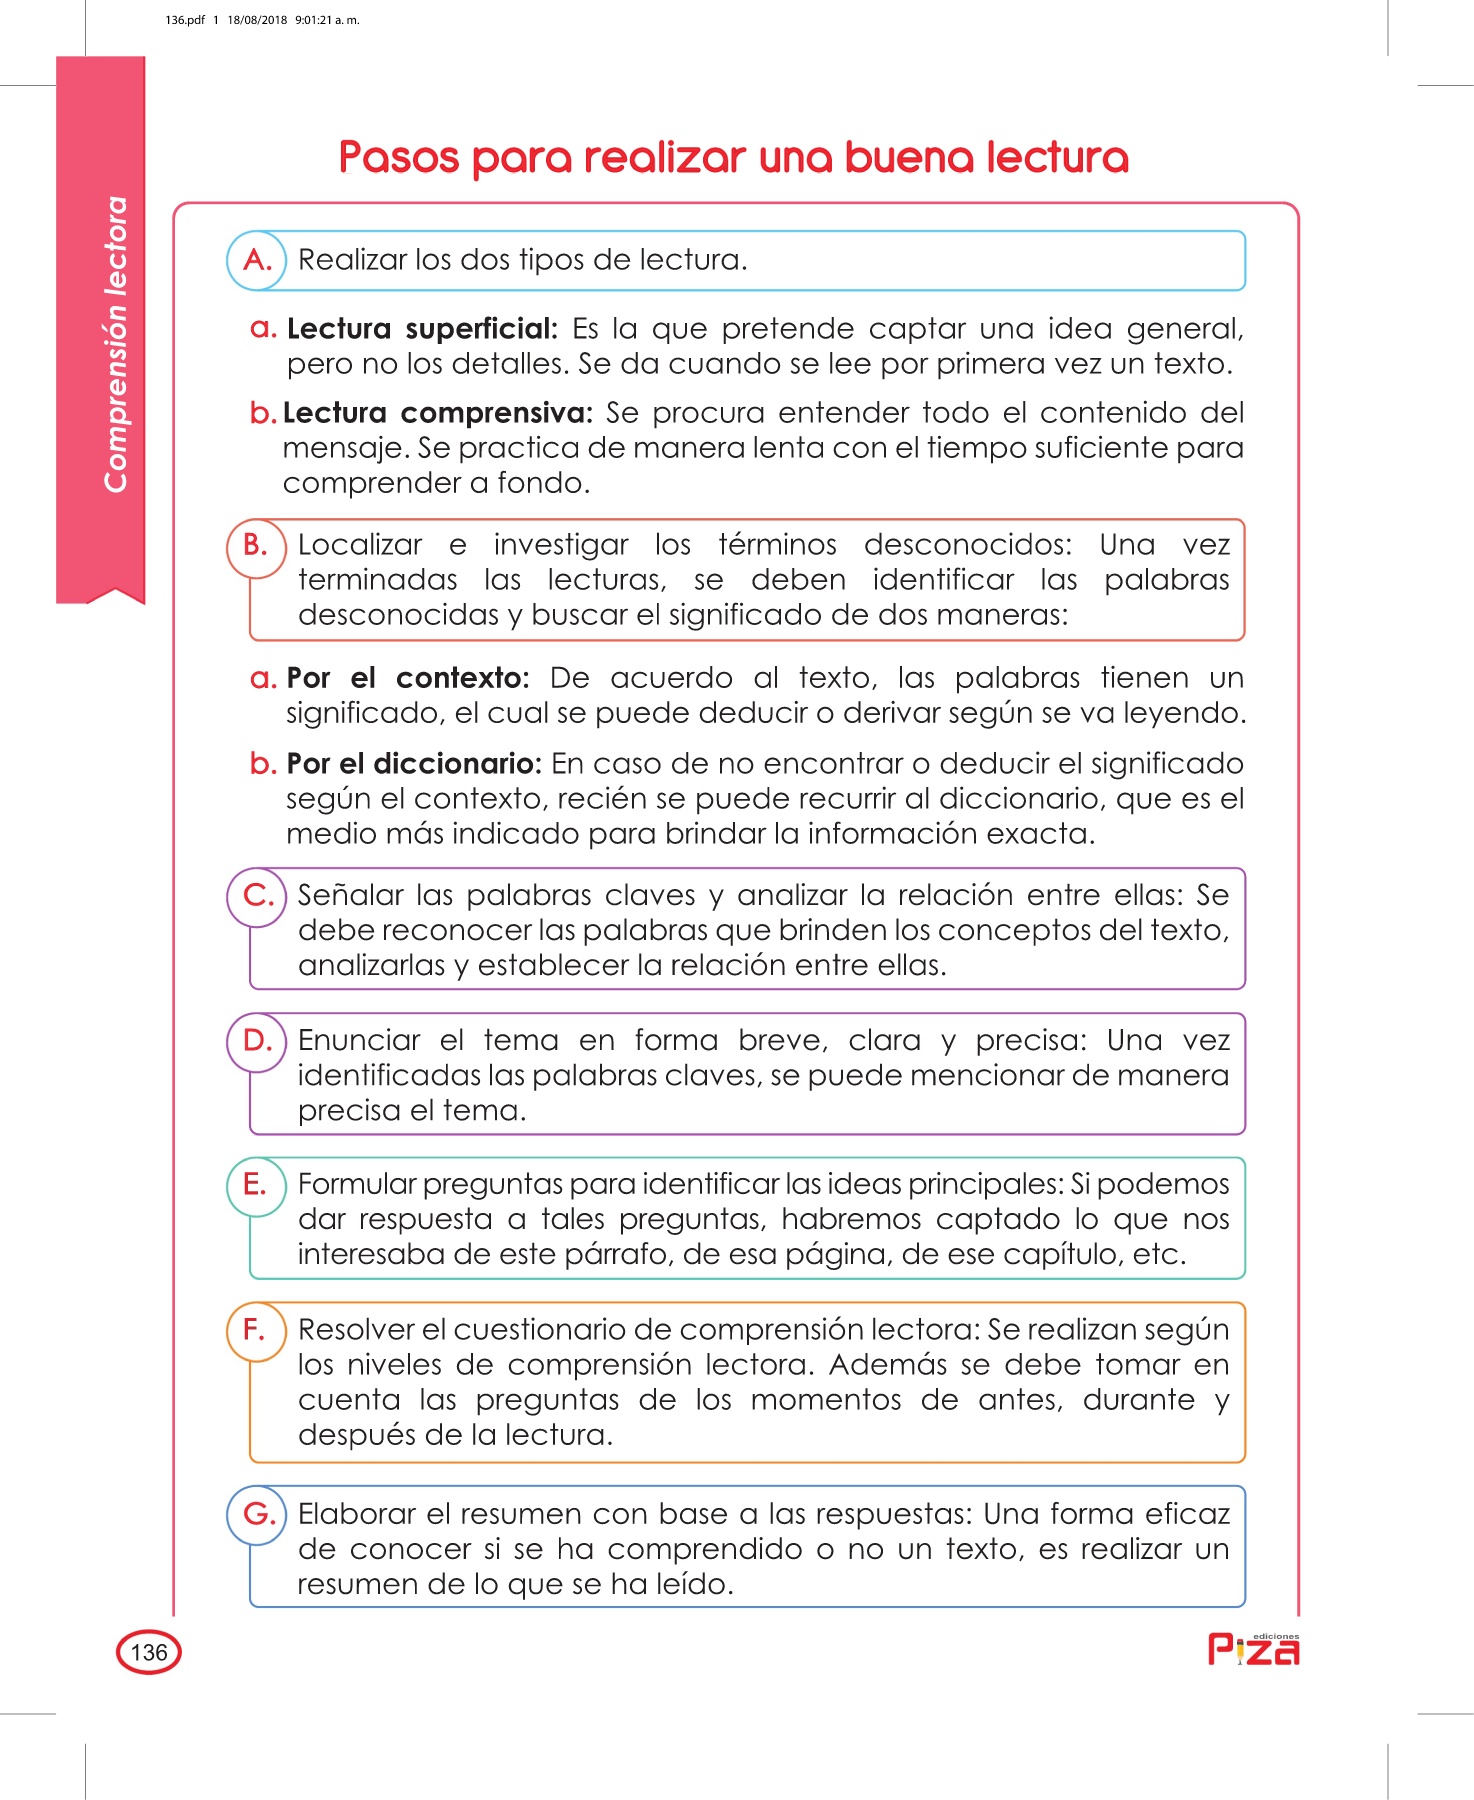 136.pdf 1 18/08/2018 9:01:21 a. m.
Comprensión lectora
Pasos para realizar una buena lectura
A. Realizar los dos tipos de lectura.
a. Lectura superficial: Es la que pretende captar una idea general,
pero no los detalles. Se da cuando se lee por primera vez un texto.
b. Lectura comprensiva: Se procura entender todo el contenido del
mensaje. Se practica de manera lenta con el tiempo suficiente para
comprender a fondo.
B. Localizar e investigar los términos desconocidos: Una vez
terminadas las lecturas, se deben identificar las palabras
desconocidas y buscar el significado de dos maneras:
a. Por el contexto: De acuerdo al texto, las palabras tienen un
significado, el cual se puede deducir o derivar según se va leyendo.
b. Por el diccionario: En caso de no encontrar o deducir el significado
según el contexto, recién se puede recurrir al diccionario, que es el
medio más indicado para brindar la información exacta.
C. Señalar las palabras claves y analizar la relación entre ellas: Se
debe reconocer las palabras que brinden los conceptos del texto,
analizarlas y establecer la relación entre ellas.
D. Enunciar el tema en forma breve, clara y precisa: Una vez
identificadas las palabras claves, se puede mencionar de manera
precisa el tema.
E. Formular preguntas para identificar las ideas principales: Si podemos
dar respuesta a tales preguntas, habremos captado lo que nos
interesaba de este párrafo, de esa página, de ese capítulo, etc.
F. Resolver el cuestionario de comprensión lectora: Se realizan según
los niveles de comprensión lectora. Además se debe tomar en
cuenta las preguntas de los momentos de antes, durante y
después de la lectura.
G. Elaborar el resumen con base a las respuestas: Una forma eficaz
de conocer si se ha comprendido o no un texto, es realizar un
resumen de lo que se ha leído.
136
ediciones
Piza